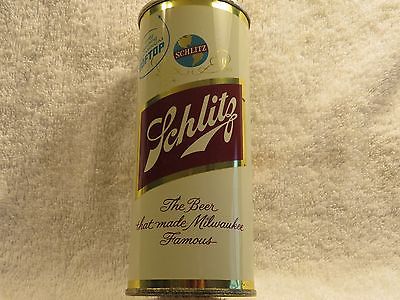 SCHLITZ
Schlitz
The Beer
that made Milwaukee
Famous